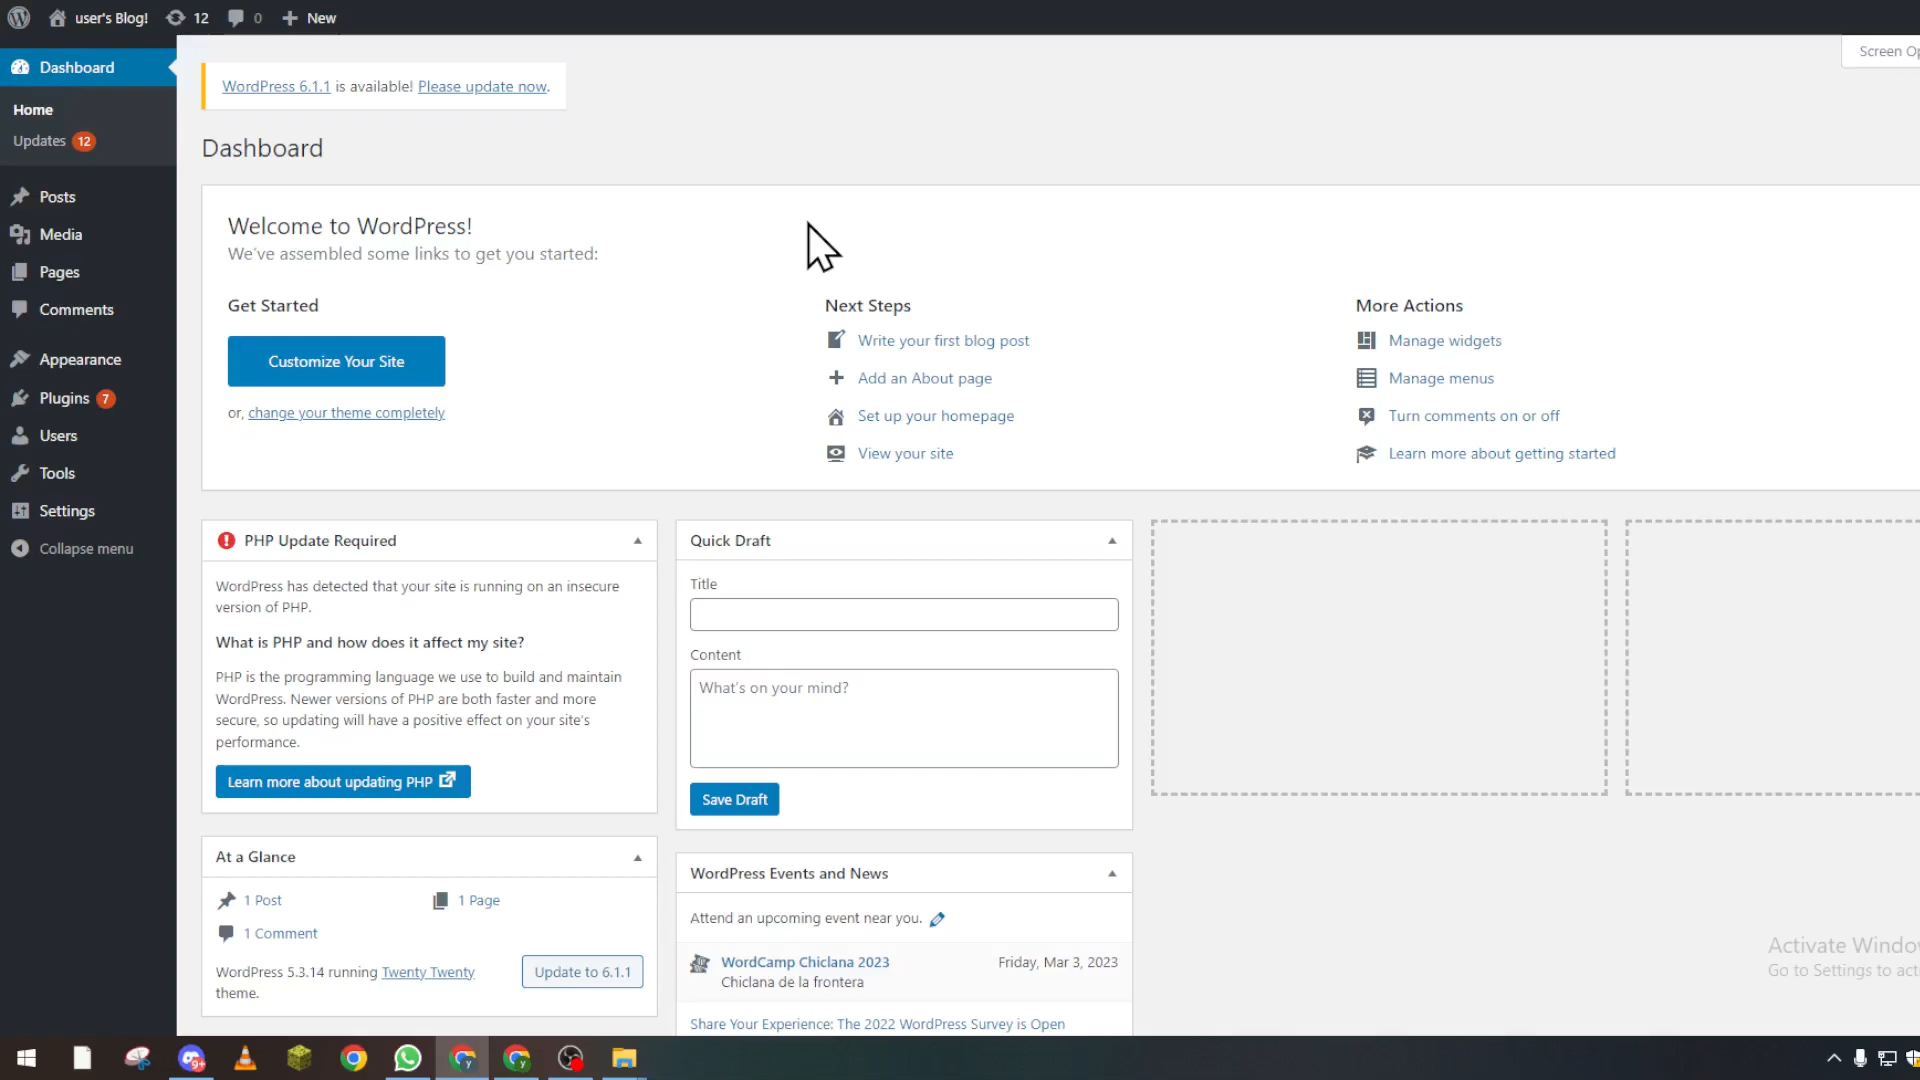 user's Blog! 12 0 New
Screen Op
Dashboard
Home
Updates 12
Posts
Media
Pages
Comments
Appearance
Plugins 7
Users
Tools
Settings
Collapse menu
WordPress 6.1.1 is available! Please update now.
Dashboard
Welcome to WordPress!
We've assembled some links to get you started:
Get Started
Customize Your Site
or, change your theme completely
Next Steps
Write your first blog post
Add an About page
Set up your homepage
View your site
More Actions
Manage widgets
Manage menus
Turn comments on or off
Learn more about getting started
PHP Update Required
WordPress has detected that your site is running on an insecure
version of PHP.
What is PHP and how does it affect my site?
PHP is the programming language we use to build and maintain
WordPress. Newer versions of PHP are both faster and more
secure, so updating will have a positive effect on your site's
performance.
Learn more about updating PHP
At a Glance
1 Post
1 Page
1 Comment
WordPress 5.3.14 running Twenty Twenty
theme.
Update to 6.1.1
Quick Draft
Title
Content
What's on your mind?
Save Draft
WordPress Events and News
Attend an upcoming event near you.
WordCamp Chiclana 2023
Friday, Mar 3, 2023
Chiclana de la frontera
Share Your Experience: The 2022 WordPress Survey is Open
Activate Windo
Go to Settings to acti